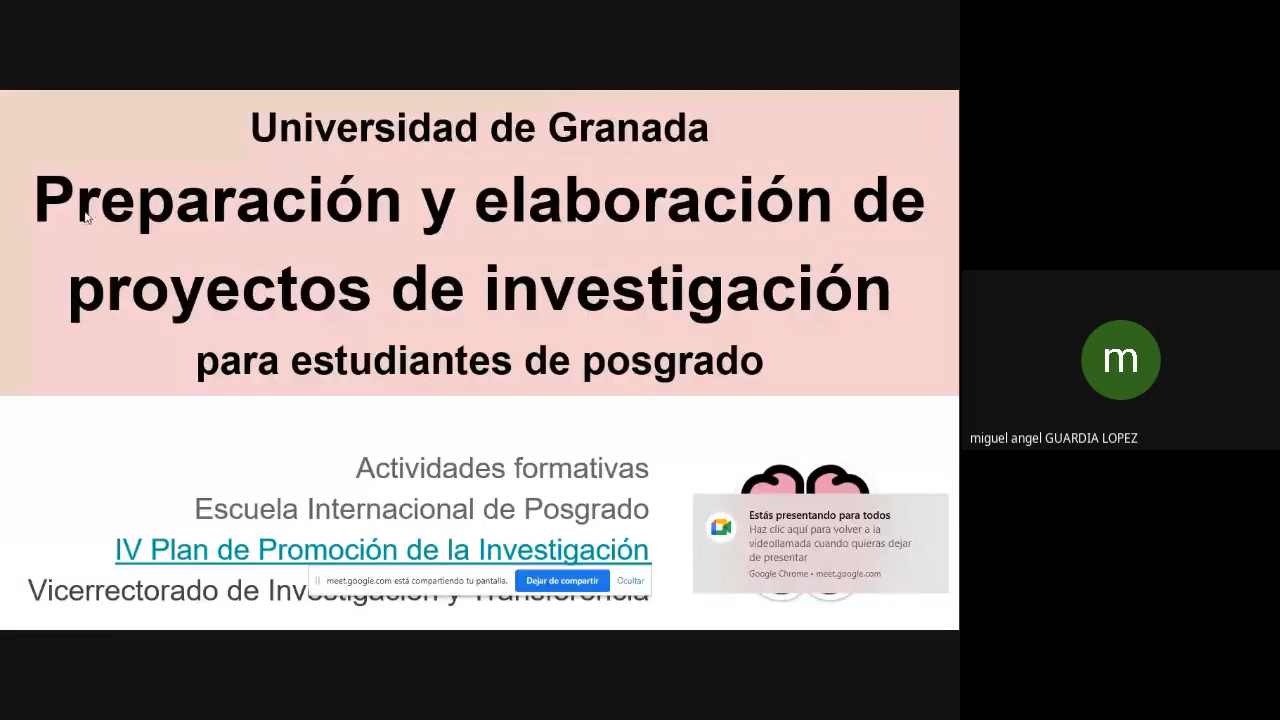 Universidad de Granada
Preparación y elaboración de
proyectos de investigación
para estudiantes de posgrado
Actividades formativas
Escuela Internacional de Posgrado
IV Plan de Promoción de la Investigación
Vicerrectorado de Investigación y Transferencia
meet.google.com está compartiendo tu pantalla.
Dejar de compartir
Ocultar
Estás presentando para todos
Haz clic aquí para volver a la
videollamada cuando quieras dejar
de presentar
Google Chrome • meet.google.com
m
miguel angel GUARDIA LOPEZ